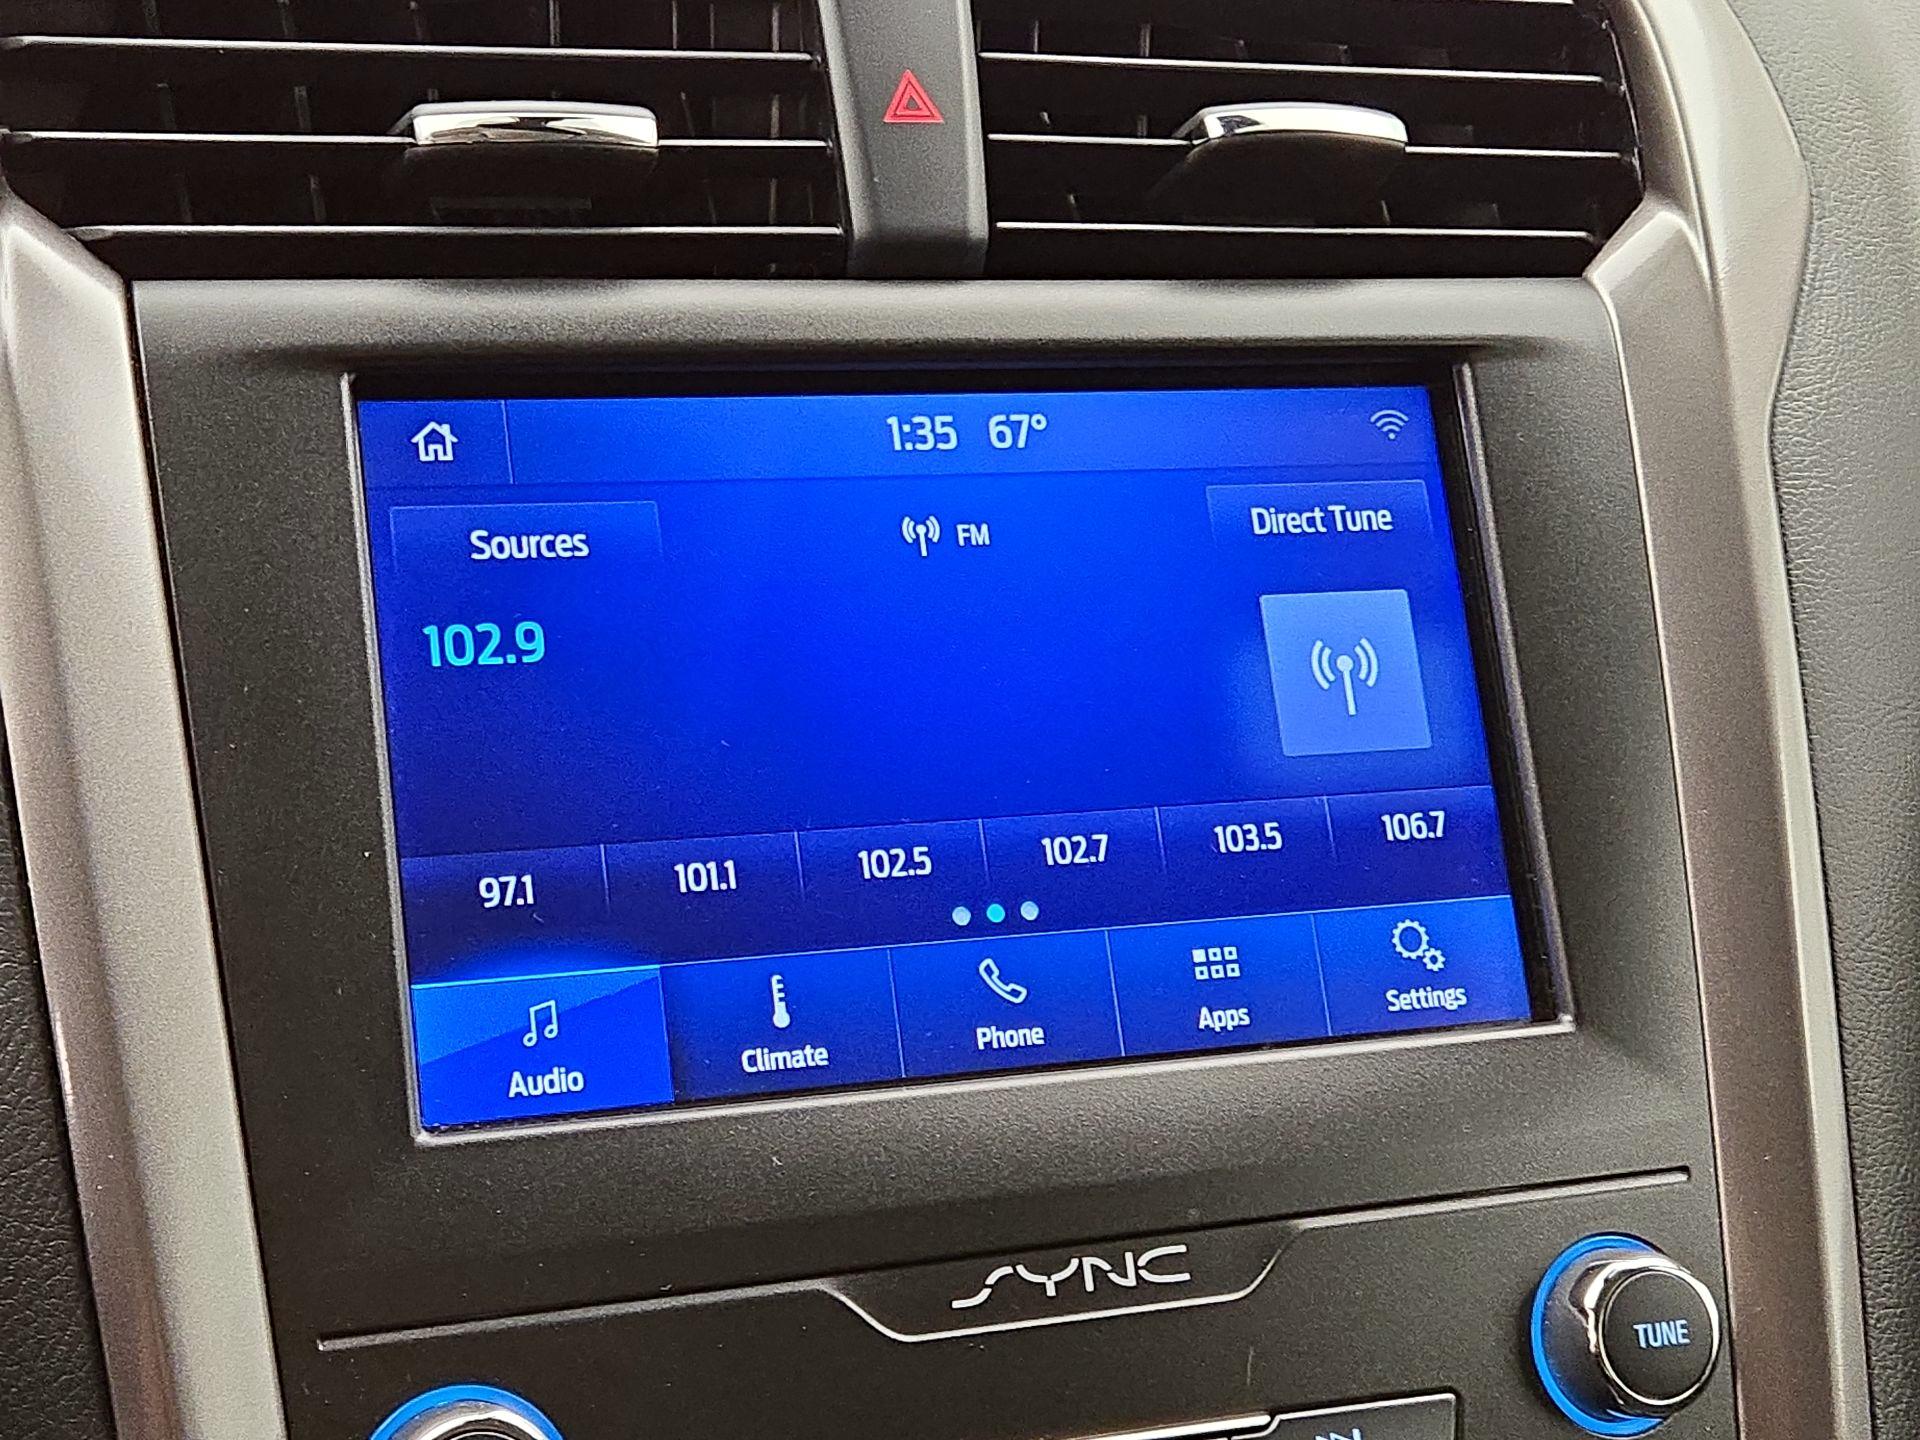 1:35 67°
Sources
FM
Direct Tune
102.9
97.1 101.1 102.5 102.7 103.5 106.7
Audio Climate Phone Apps Settings
SYNC
TUNE